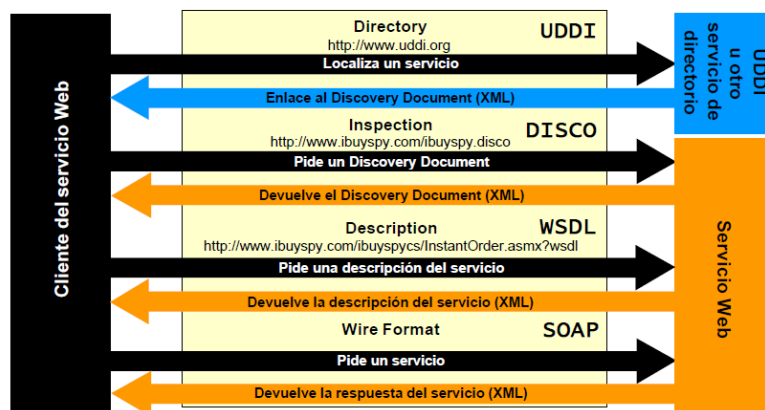 Cliente del servicio Web
Directory
UDDI
http://www.uddi.org
Localiza un servicio
Enlace al Discovery Document (XML)
UDDI
u otro
servicio de
directorio
Inspection
DISCO
http://www.ibuyspy.com/ibuyspy.disco
Pide un Discovery Document
Devuelve el Discovery Document (XML)
Description
WSDL
http://www.ibuyspy.com/ibuyspycs/InstantOrder.asmx?wsdl
Pide una descripción del servicio
Devuelve la descripción del servicio (XML)
Servicio Web
Wire Format
SOAP
Pide un servicio
Devuelve la respuesta del servicio (XML)